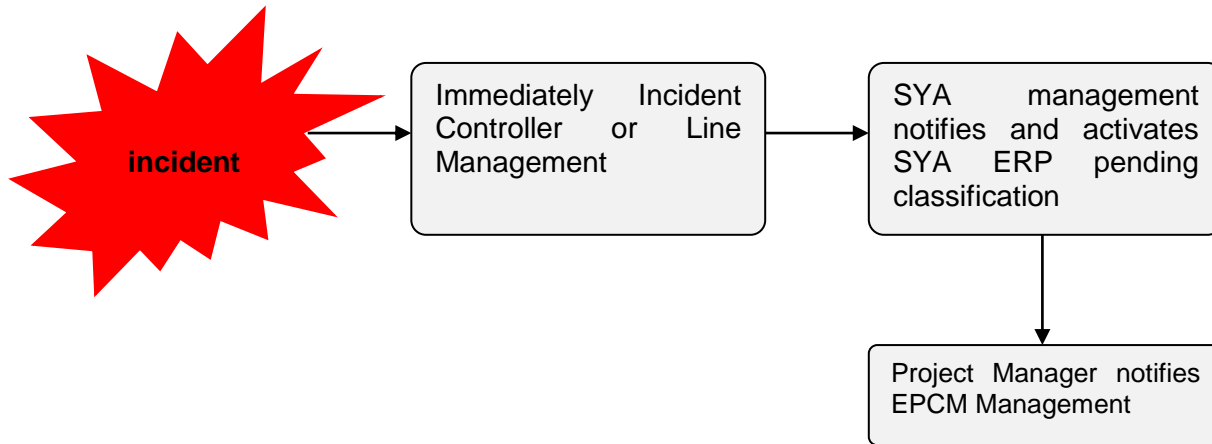 incident
Immediately Incident
Controller or Line
Management
SYA management
notifies and activates
SYA ERP pending
classification
Project Manager notifies
EPCM Management